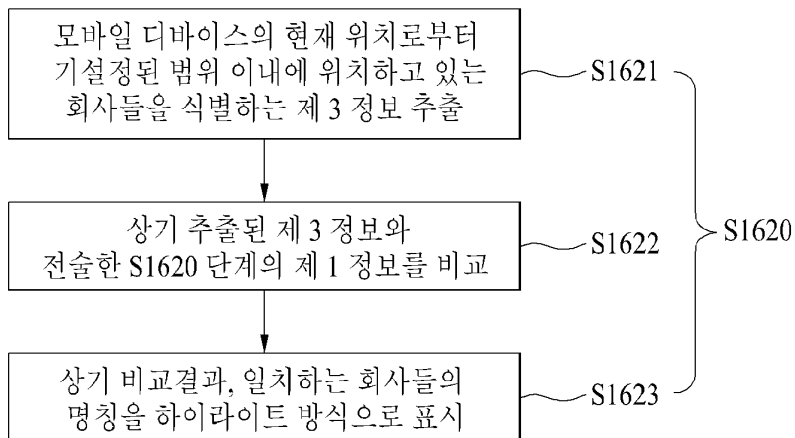 모바일 디바이스의 현재 위치로부터
기설정된 범위 이내에 위치하고 있는
회사들을 식별하는 제 3 정보 추출
S1621
상기 추출된 제 3 정보와
전술한 S1620 단계의 제 1 정보를 비교
S1622
S1620
상기 비교결과, 일치하는 회사들의
명칭을 하이라이트 방식으로 표시
S1623